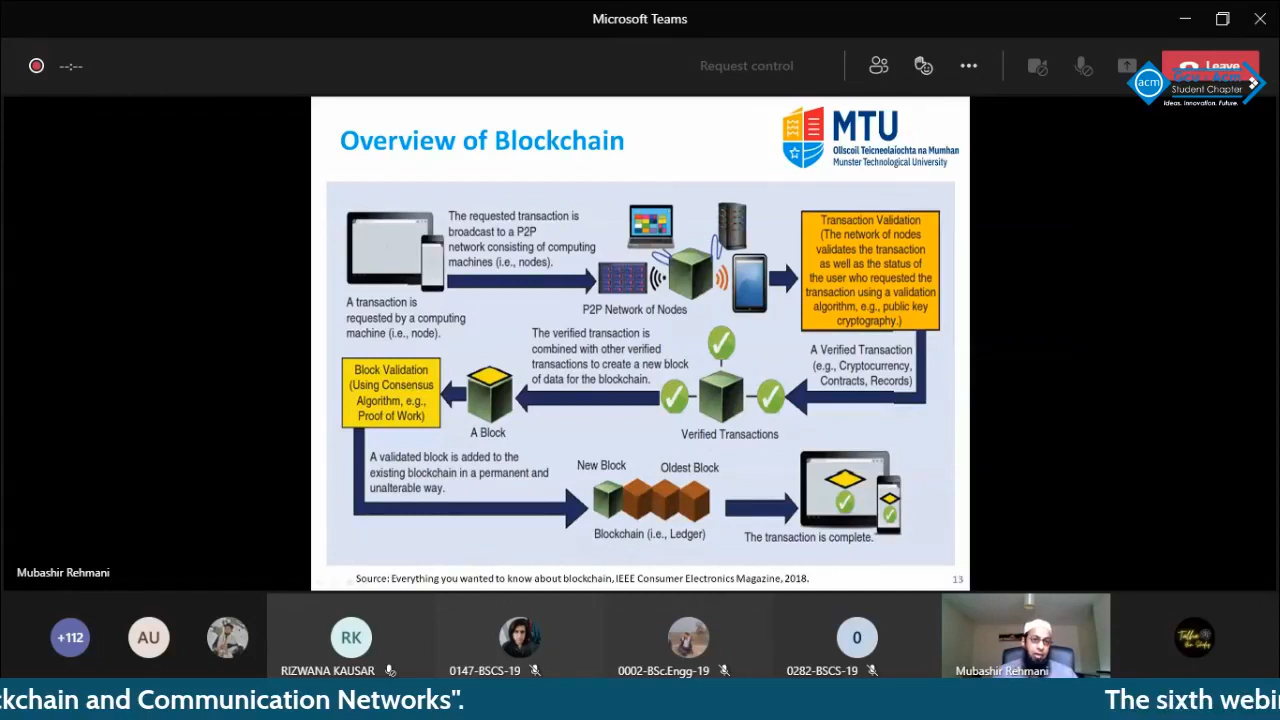 Microsoft Teams
--:--
Request control
Leave
acm
Student Chapter
Ideas. Innovation. Future.
Overview of Blockchain
MTU
Ollscoil Teicneolaíochta na Mumhan
Munster Technological University
The requested transaction is
broadcast to a P2P
network consisting of computing
machines (i.e., nodes).
A transaction is
requested by a computing
machine (i.e., node).
P2P Network of Nodes
Transaction Validation
(The network of nodes
validates the transaction
as well as the status of
the user who requested the
transaction using a validation
algorithm, e.g., public key
cryptography.)
A Verified Transaction
(e.g., Cryptocurrency,
Contracts, Records)
The verified transaction is
combined with other verified
transactions to create a new block
of data for the blockchain.
Verified Transactions
A Block
Block Validation
(Using Consensus
Algorithm, e.g.,
Proof of Work)
A validated block is added to the
existing blockchain in a permanent and
unalterable way.
New Block
Oldest Block
Blockchain (i.e., Ledger)
The transaction is complete.
Source: Everything you wanted to know about blockchain, IEEE Consumer Electronics Magazine, 2018.
13
Mubashir Rehmani
+112
AU
RK
RIZWANA KAUSAR
0147-BSCS-19
0002-BSc.Engg-19
0
0282-BSCS-19
Mubashir Rehmani
ckchain and Communication Networks".
The sixth webi